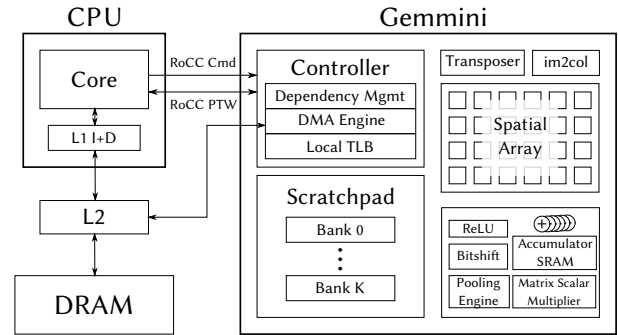 CPU
Gemmini
Core
L1 I+D
L2
DRAM
RoCC Cmd
RoCC PTW
Controller
Dependency Mgmt
DMA Engine
Local TLB
Scratchpad
Bank 0
Bank K
Transposer
im2col
Spatial
Array
ReLU
Bitshift
Accumulator
SRAM
Pooling
Engine
Matrix Scalar
Multiplier